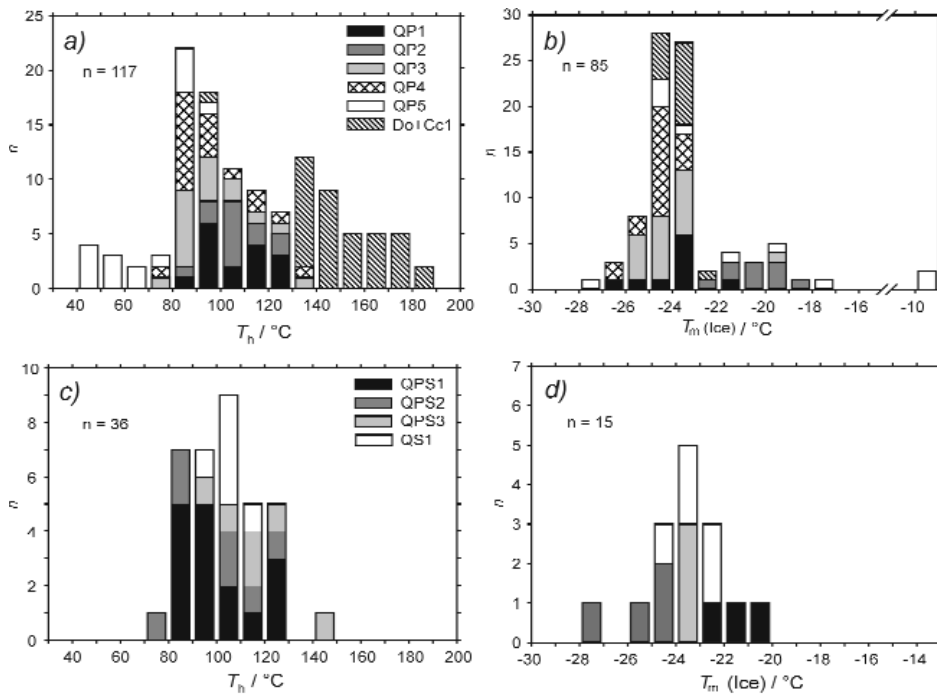 a)
n = 117
25
20
15
10
5
0
n
QP1
QP2
QP3
QP4
QP5
Do+Cc1
40 60 80 100 120 140 160 180 200
Th / °C
b)
n = 85
30
25
20
15
10
5
0
n
-30 -28 -26 -24 -22 -20 -18 -16 -10
Tm (Ice) / °C
c)
n = 36
10
8
6
4
2
0
n
QPS1
QPS2
QPS3
QS1
40 60 80 100 120 140 160 180 200
Th / °C
d)
n = 15
7
6
5
4
3
2
1
0
n
-30 -28 -26 -24 -22 -20 -18 -16 -14
Tm (Ice) / °C